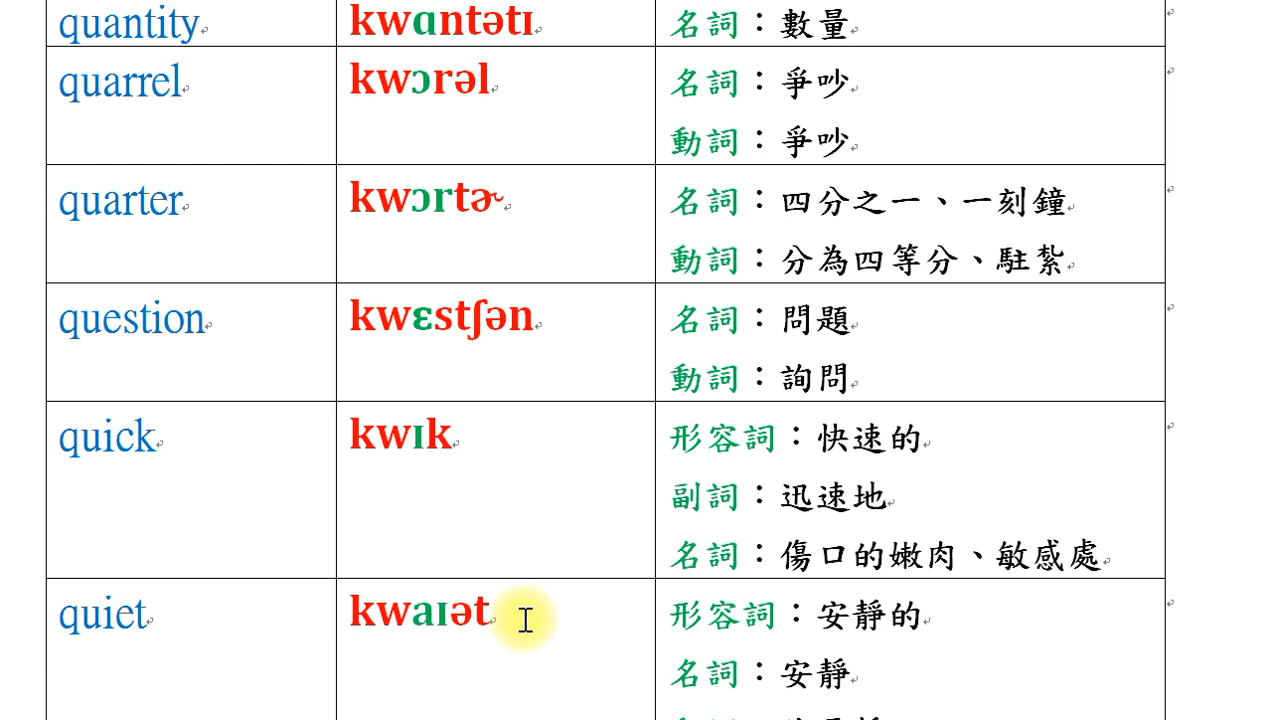 quantity kwɑntətɪ 名詞：數量
quarrel kwɔrəl 名詞：爭吵
動詞：爭吵
quarter kwɔrtɚ 名詞：四分之一、一刻鐘
動詞：分為四等分、駐紮
question kwɛstʃən 名詞：問題
動詞：詢問
quick kwɪk 形容詞：快速的
副詞：迅速地
名詞：傷口的嫩肉、敏感處
quiet kwaɪət 形容詞：安靜的
名詞：安靜